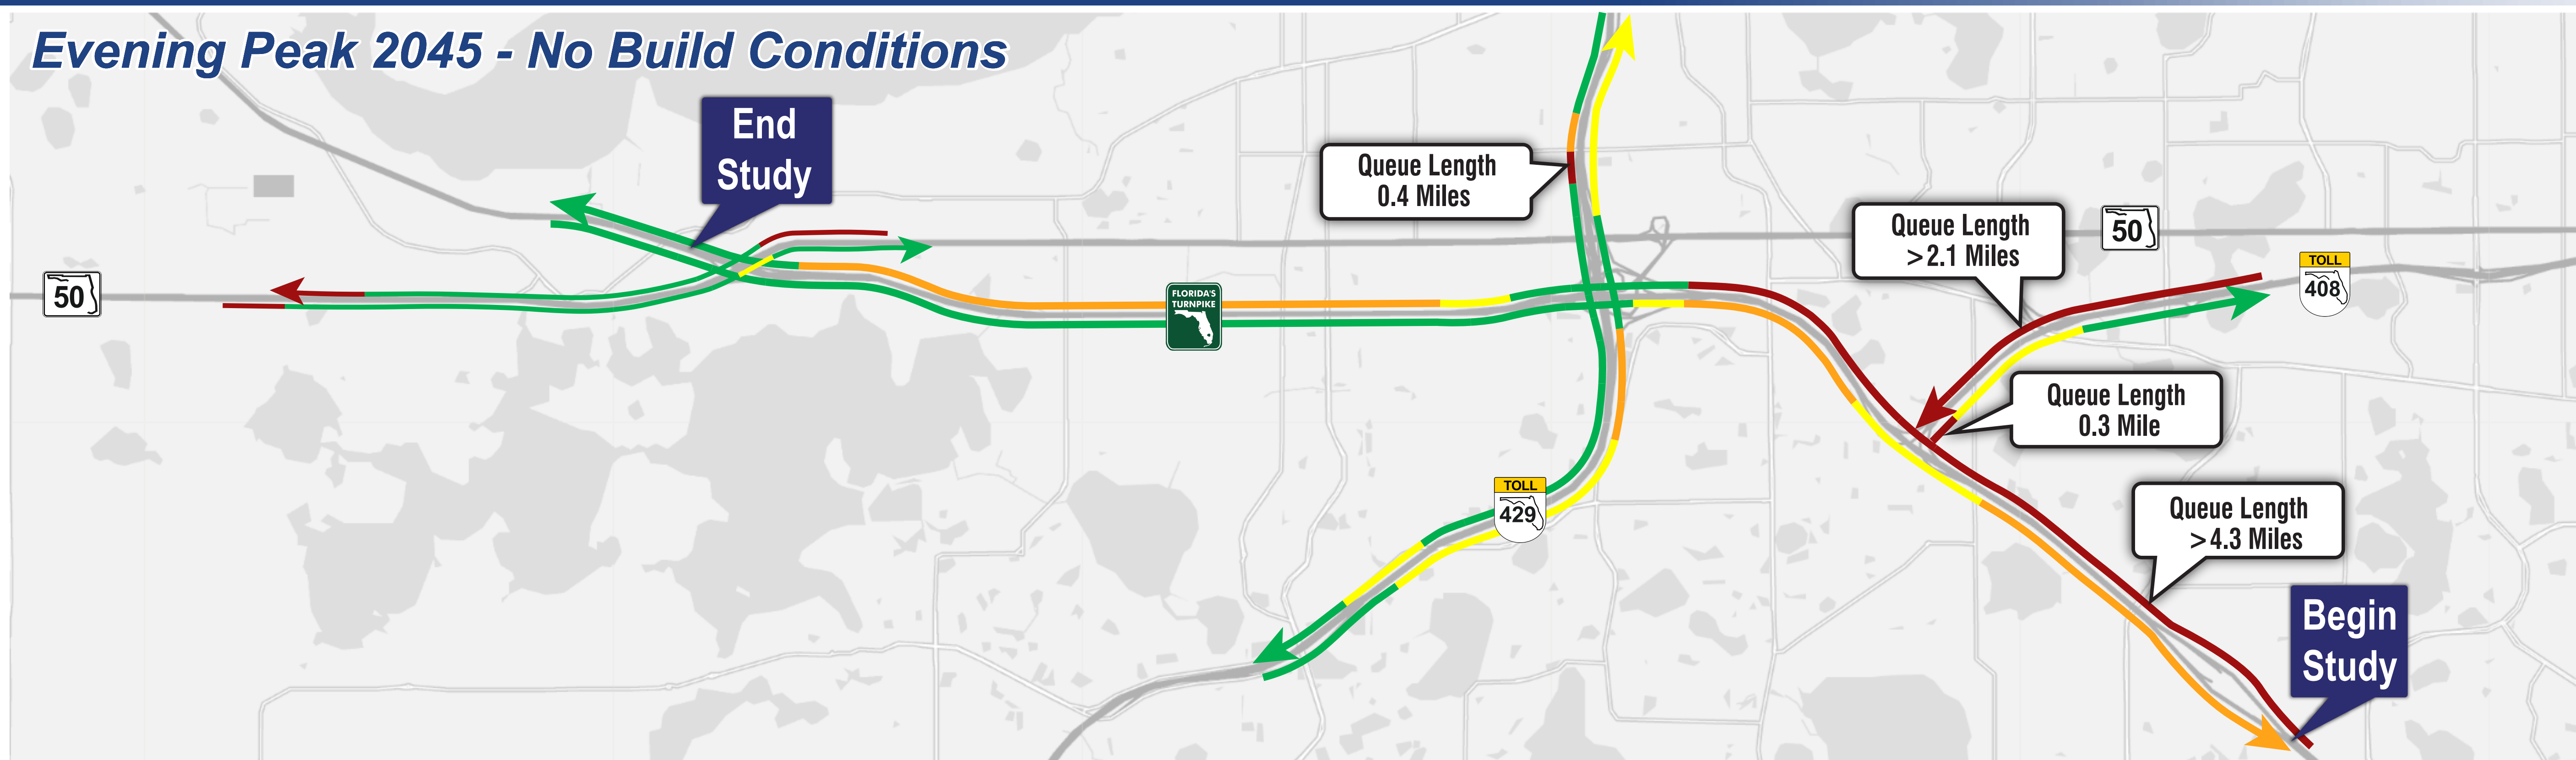 Evening Peak 2045 - No Build Conditions
End
Study
Queue Length
0.4 Miles
Queue Length
>2.1 Miles
50
TOLL
408
50
FLORIDA'S
TURNPIKE
Queue Length
0.3 Mile
TOLL
429
Queue Length
>4.3 Miles
Begin
Study